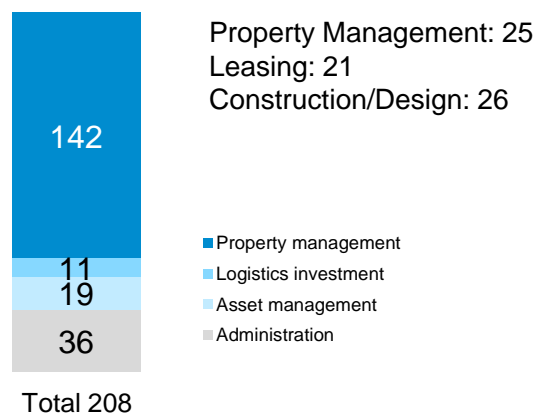 Property Management: 25
Leasing: 21
Construction/Design: 26
142
11
19
36
Property management
Logistics investment
Asset management
Administration
Total 208